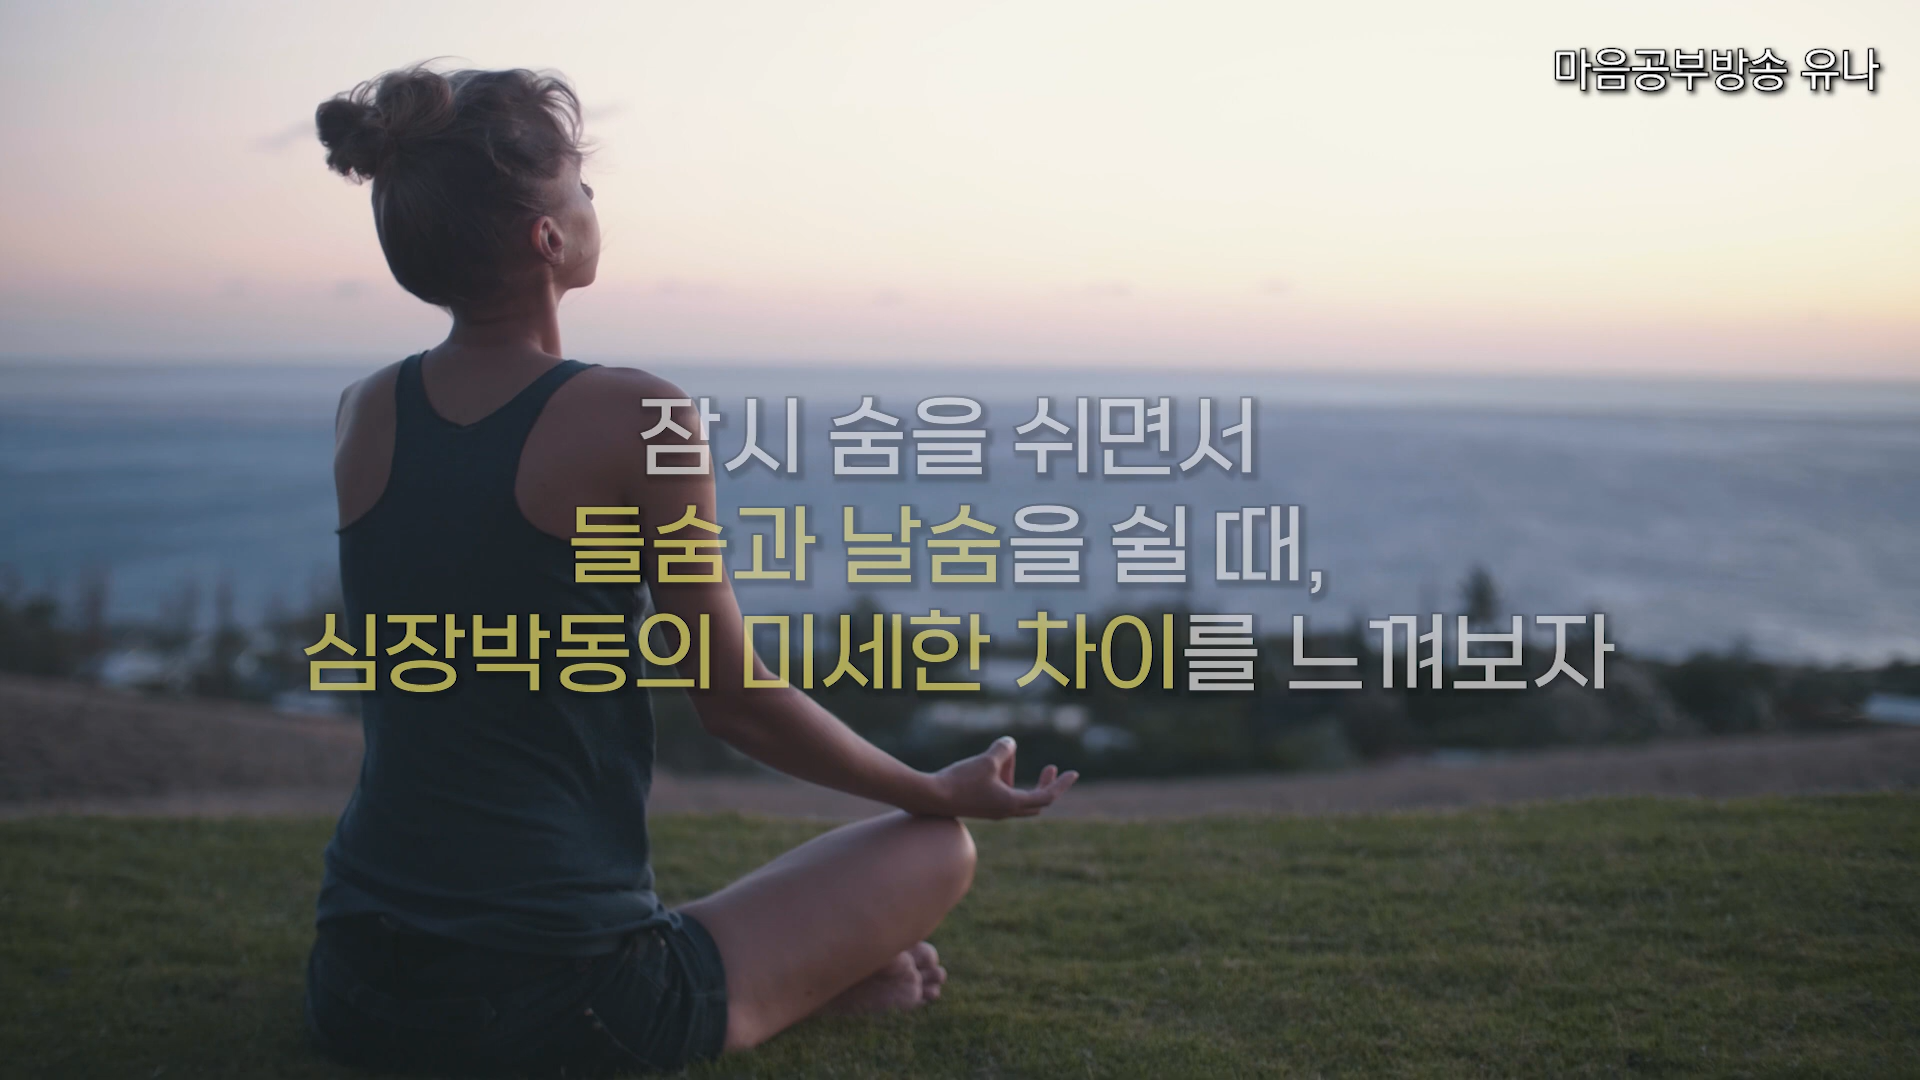 마음공부방송 유나
잠시 숨을 쉬면서
들숨과 날숨을 쉴 때,
심장박동의 미세한 차이를 느껴보자